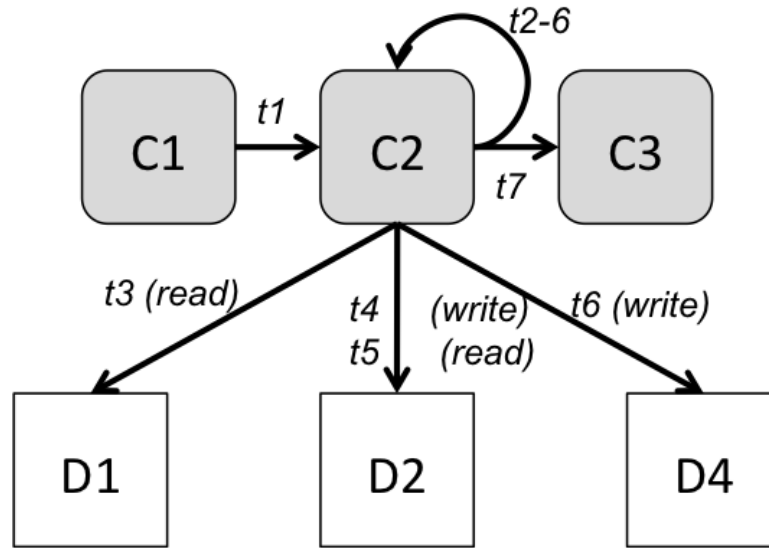 t2-6
t1
C1
C2
C3
t7
t3 (read)
t4 (write)
t5 (read)
t6 (write)
D1
D2
D4